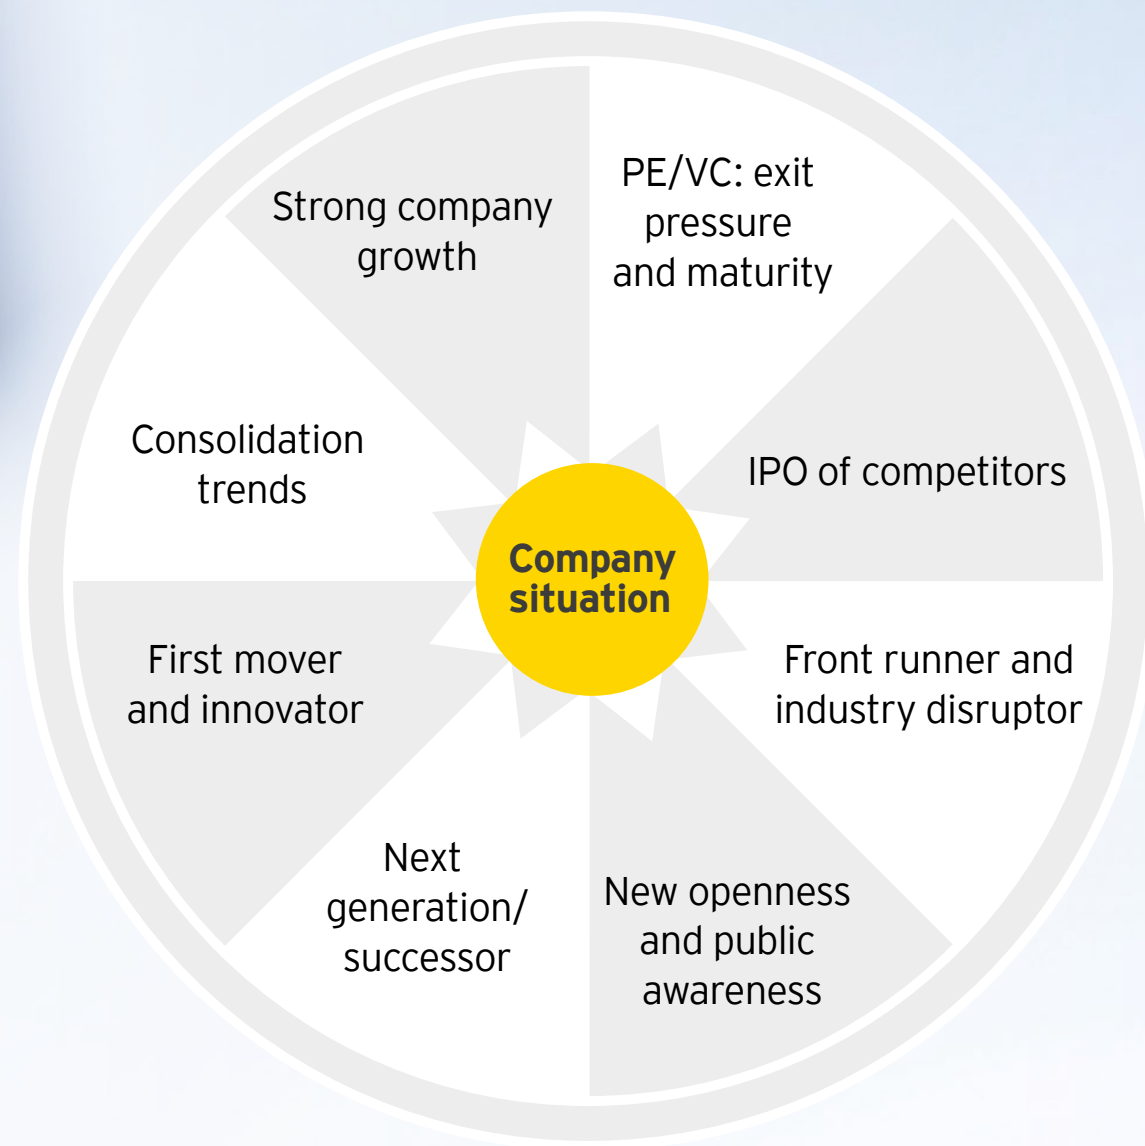 Strong company
growth
PE/VC: exit
pressure
and maturity
IPO of competitors
Front runner and
industry disruptor
New openness
and public
awareness
Next
generation/
successor
First mover
and innovator
Consolidation
trends
Company
situation